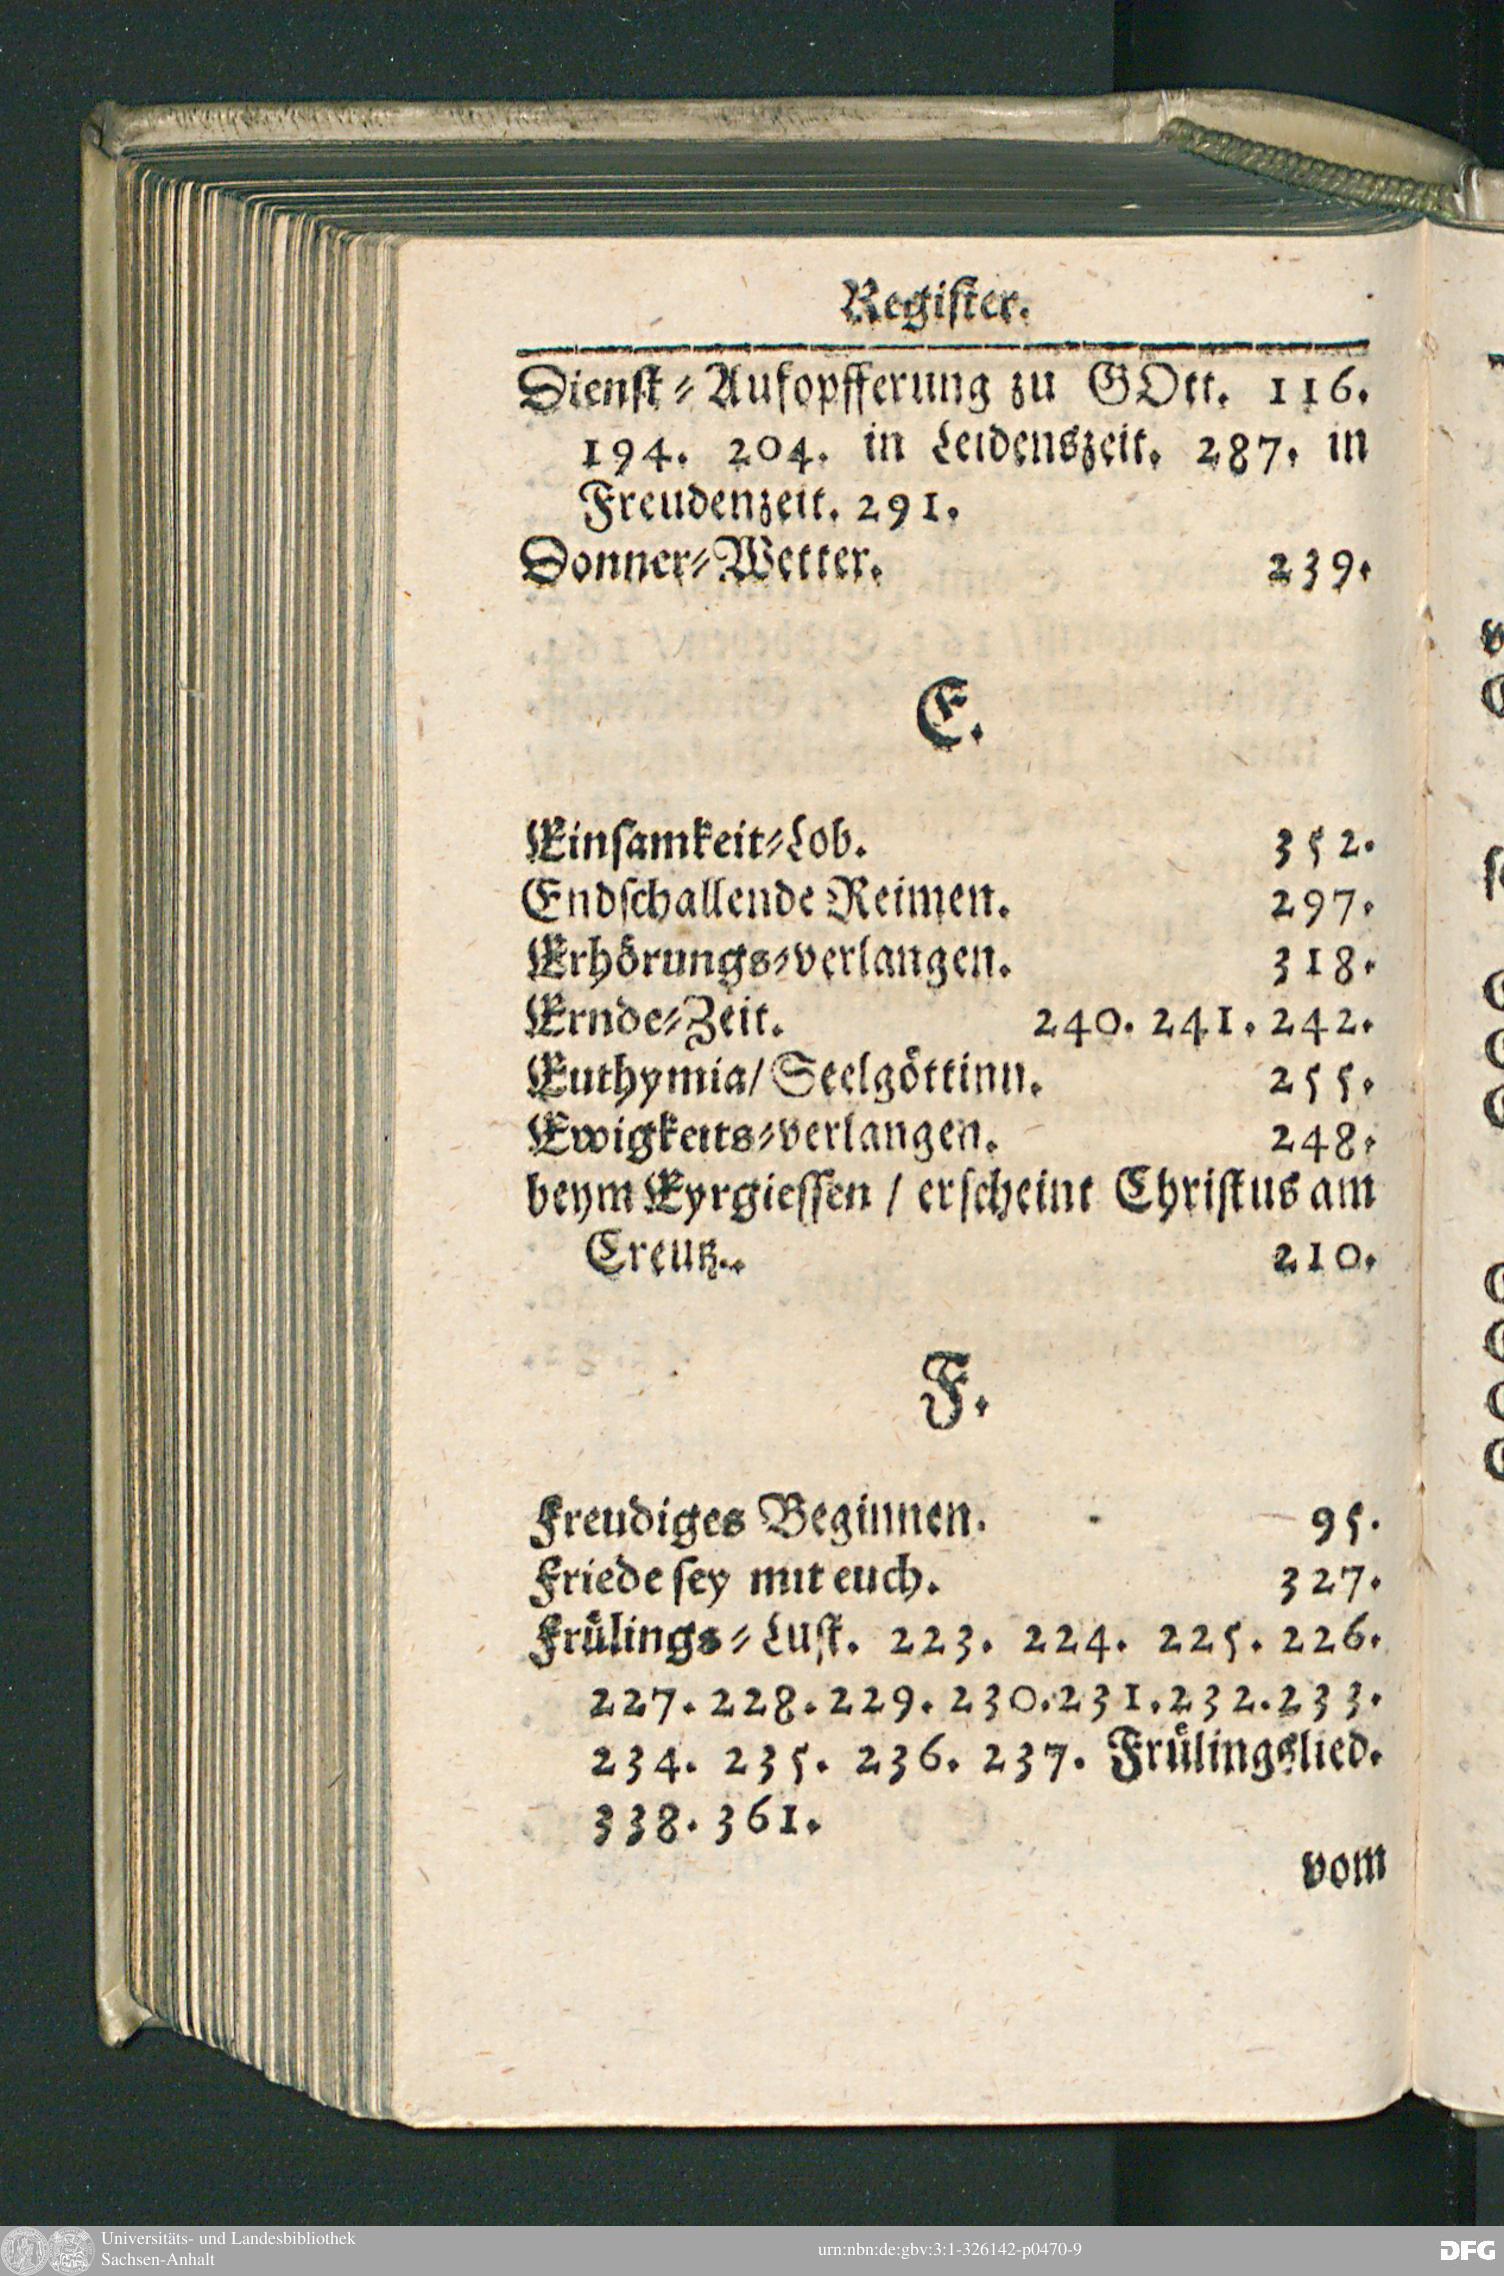 Register.
Dienst⸗Aufopfferung zu GOtt. 116.
194. 204. in Leidenszeit. 287. in
Freudenzeit. 291.
Donner⸗Wetter. 239.
E.
Einsamkeit⸗Lob. 352.
Endschallende Reimen. 297.
Erhörungs⸗verlangen. 318.
Ernde⸗Zeit. 240. 241. 242.
Euthymia/ Seelgöttinn. 255.
Ewigkeits⸗verlangen. 248.
beym Eyrgiessen / erscheint Christus am
Creutz.. 210.
F.
Freudiges Beginnen. 95.
Friede sey mit euch. 327.
Frülings⸗Lust. 223. 224. 225. 226.
227. 228. 229. 230. 231. 232. 233.
234. 235. 236. 237. Frülingslied.
338. 361.
vom
Universitäts- und Landesbibliothek
Sachsen-Anhalt
urn:nbn:de:gbv:3:1-326142-p0470-9
DFG